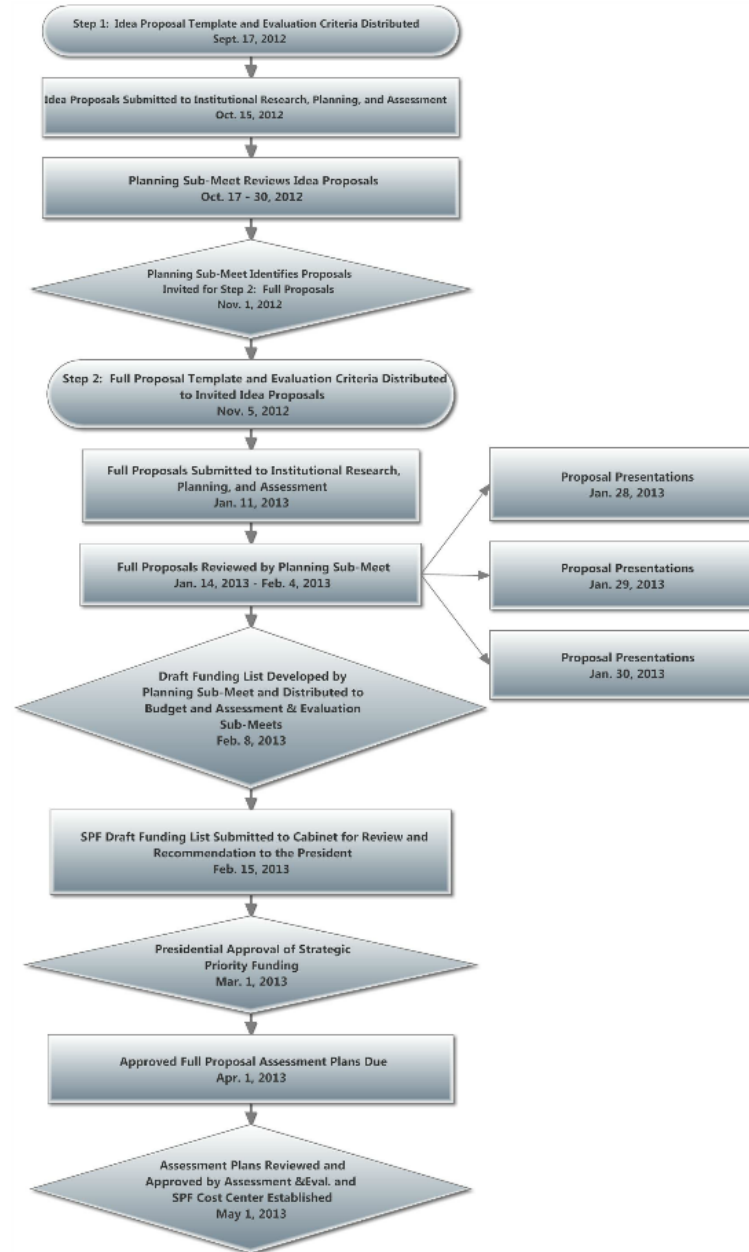 Step 1: Idea Proposal Template and Evaluation Criteria Distributed
Sept. 17, 2012
Idea Proposals Submitted to Institutional Research, Planning, and Assessment
Oct. 15, 2012
Planning Sub-Meet Reviews Idea Proposals
Oct. 17 - 30, 2012
Planning Sub-Meet Identifies Proposals
Invited for Step 2: Full Proposals
Nov. 1, 2012
Step 2: Full Proposal Template and Evaluation Criteria Distributed
to Invited Idea Proposals
Nov. 5, 2012
Full Proposals Submitted to Institutional Research,
Planning, and Assessment
Jan. 11, 2013
Full Proposals Reviewed by Planning Sub-Meet
Jan. 14, 2013 - Feb. 4, 2013
Proposal Presentations
Jan. 28, 2013
Proposal Presentations
Jan. 29, 2013
Proposal Presentations
Jan. 30, 2013
Draft Funding List Developed by
Planning Sub-Meet and Distributed to
Budget and Assessment & Evaluation
Sub-Meets
Feb. 8, 2013
SPF Draft Funding List Submitted to Cabinet for Review and
Recommendation to the President
Feb. 15, 2013
Presidential Approval of Strategic
Priority Funding
Mar. 1, 2013
Approved Full Proposal Assessment Plans Due
Apr. 1, 2013
Assessment Plans Reviewed and
Approved by Assessment &Eval. and
SPF Cost Center Established
May 1, 2013